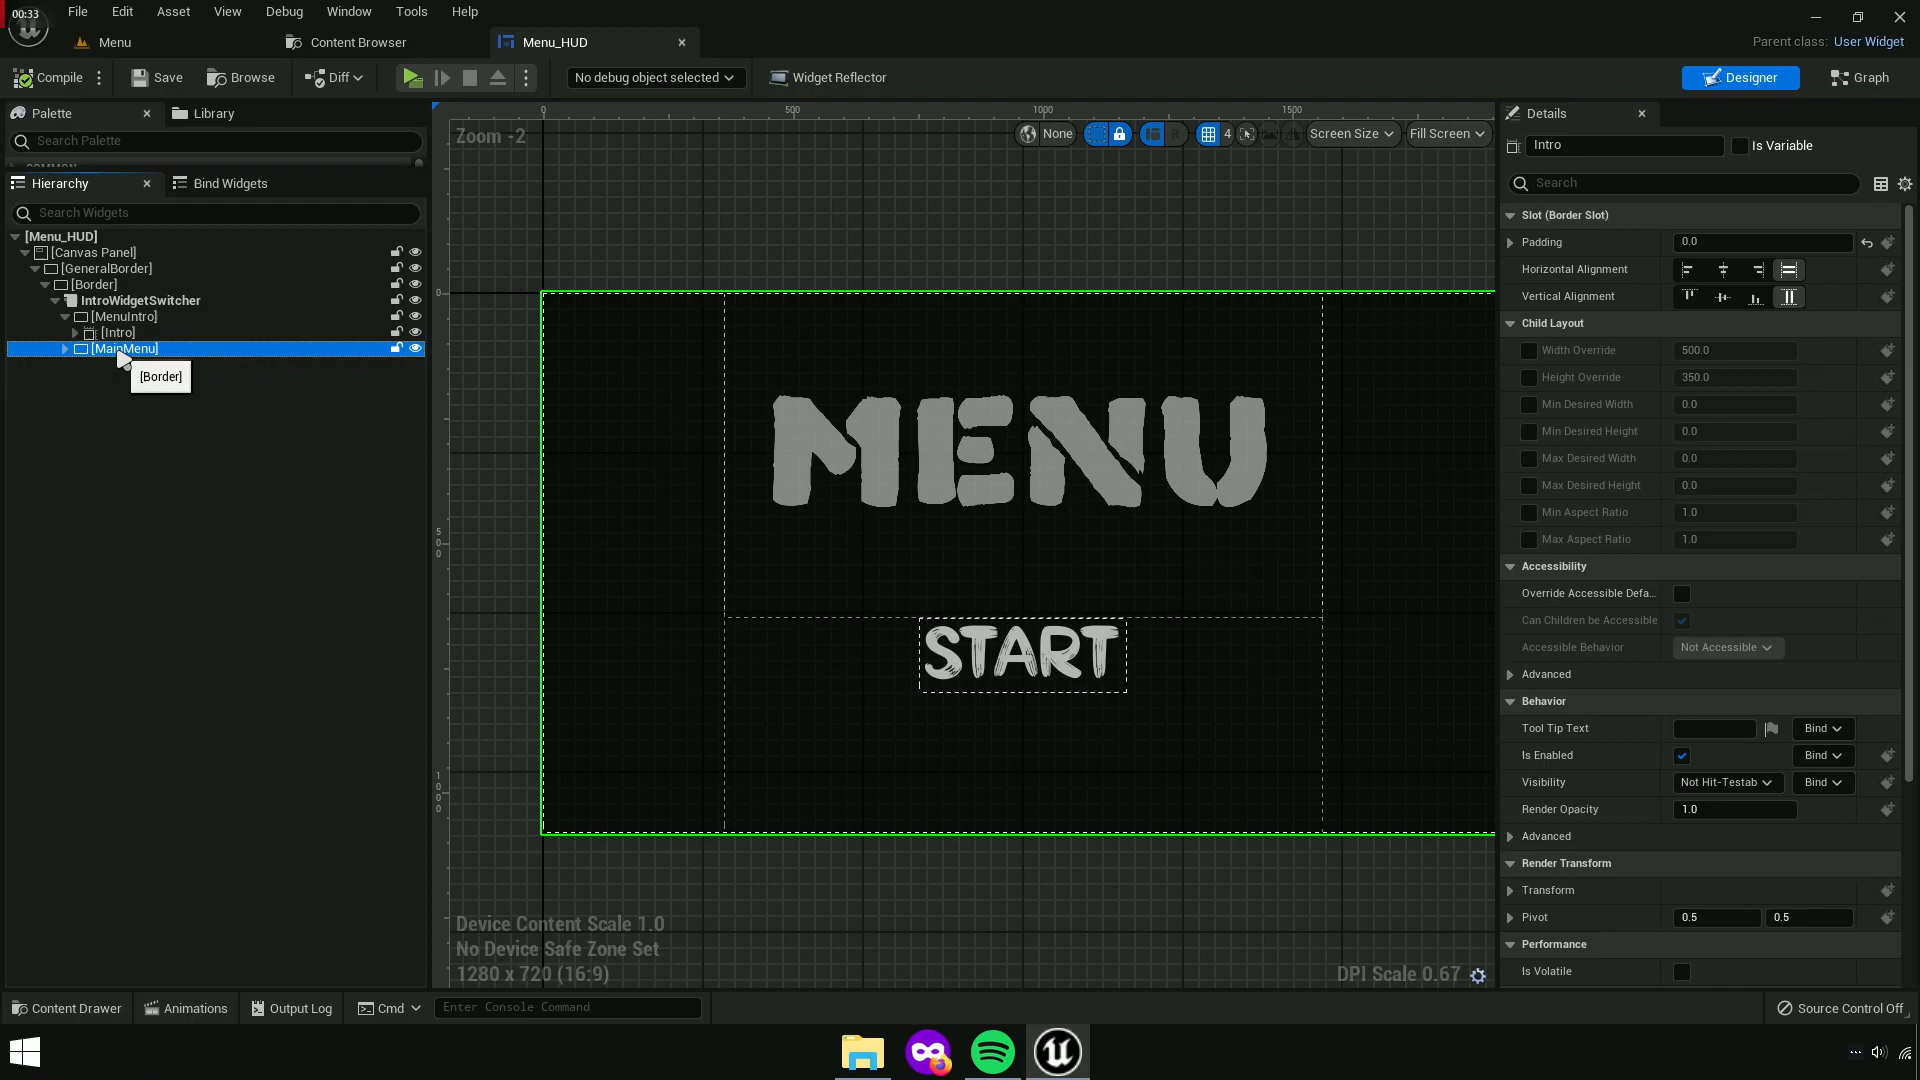 00:33
File Edit Asset View Debug Window Tools Help
Menu
Content Browser
Menu_HUD
Parent class: User Widget
Compile
Save
Browse
Diff
No debug object selected
Widget Reflector
Designer
Graph
Palette
Library
Search Palette
COMMON
Hierarchy
Bind Widgets
Search Widgets
[Menu_HUD]
[Canvas Panel]
[GeneralBorder]
[Border]
IntroWidgetSwitcher
[MenuIntro]
[Intro]
[MainMenu]
[Border]
0 500 1000 1500
Zoom -2
None
R
4
Screen Size
Fill Screen
0
500
1000
MENU
START
Device Content Scale 1.0
No Device Safe Zone Set
1280 x 720 (16:9)
DPI Scale 0.67
Details
Intro
Is Variable
Search
Slot (Border Slot)
Padding 0.0
Horizontal Alignment
Vertical Alignment
Child Layout
Width Override 500.0
Height Override 350.0
Min Desired Width 0.0
Min Desired Height 0.0
Max Desired Width 0.0
Max Desired Height 0.0
Min Aspect Ratio 1.0
Max Aspect Ratio 1.0
Accessibility
Override Accessible Defa...
Can Children be Accessible
Accessible Behavior Not Accessible
Advanced
Behavior
Tool Tip Text Bind
Is Enabled Bind
Visibility Not Hit-Testab Bind
Render Opacity 1.0
Advanced
Render Transform
Transform
Pivot 0.5 0.5
Performance
Is Volatile
Content Drawer
Animations
Output Log
Cmd
Enter Console Command
Source Control Off